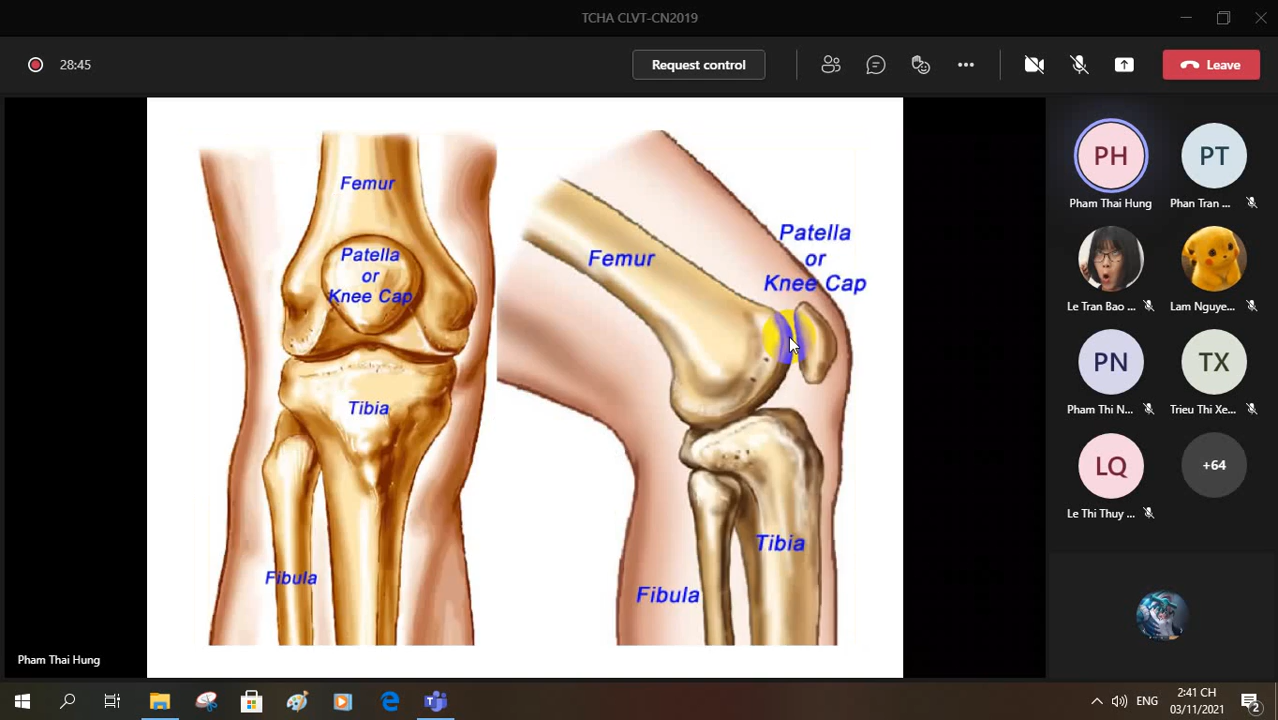 TCHA CLVT-CN2019
28:45
Request control
Leave
Femur
Patella
or
Knee Cap
Tibia
Fibula
Femur
Patella
or
Knee Cap
Tibia
Fibula
Pham Thai Hung
PH
Pham Thai Hung
PT
Phan Tran ...
Le Tran Bao ...
Lam Nguye...
PN
Pham Thi N...
TX
Trieu Thi Xe...
LQ
Le Thi Thuy ...
+64
ENG
2:41 CH
03/11/2021
2